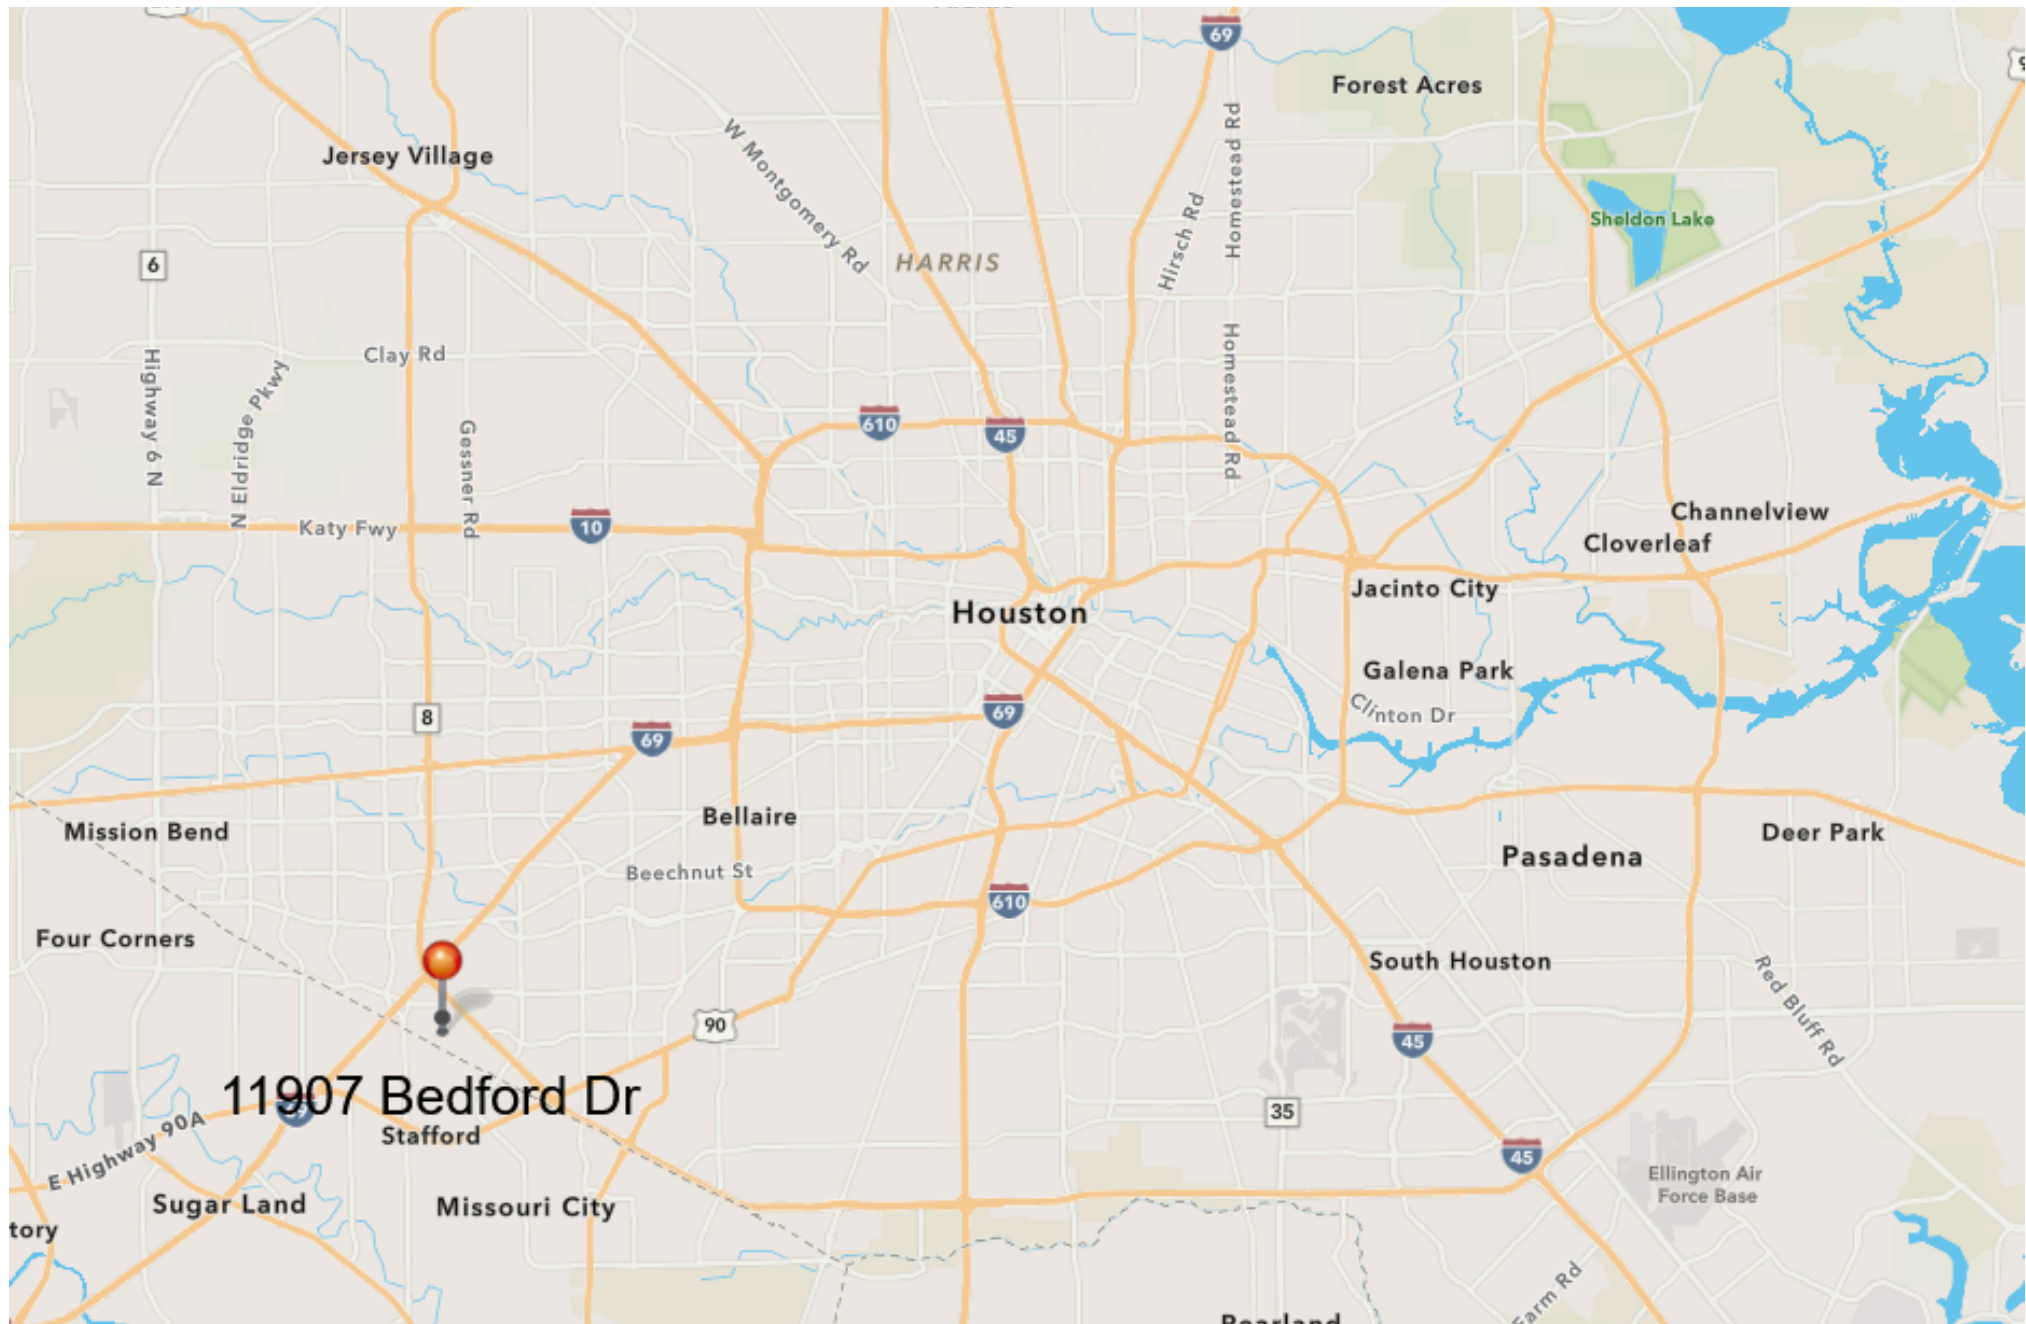 69
Forest Acres
Jersey Village
W Montgomery Rd
Homestead Rd
Hirsch Rd
Sheldon Lake
6
HARRIS
Clay Rd
Highway 6 N
N Eldridge Pkwy
Gessner Rd
Homestead Rd
610
45
Katy Fwy
10
Channelview
Cloverleaf
Jacinto City
Houston
Galena Park
Clinton Dr
8
69
69
Bellaire
Mission Bend
Deer Park
Pasadena
Beechnut St
610
Four Corners
South Houston
Red Bluff Rd
90
45
11907 Bedford Dr
35
E Highway 90A
Stafford
45
Ellington Air
Force Base
Sugar Land
Missouri City
tory
Farm Rd
Pearland